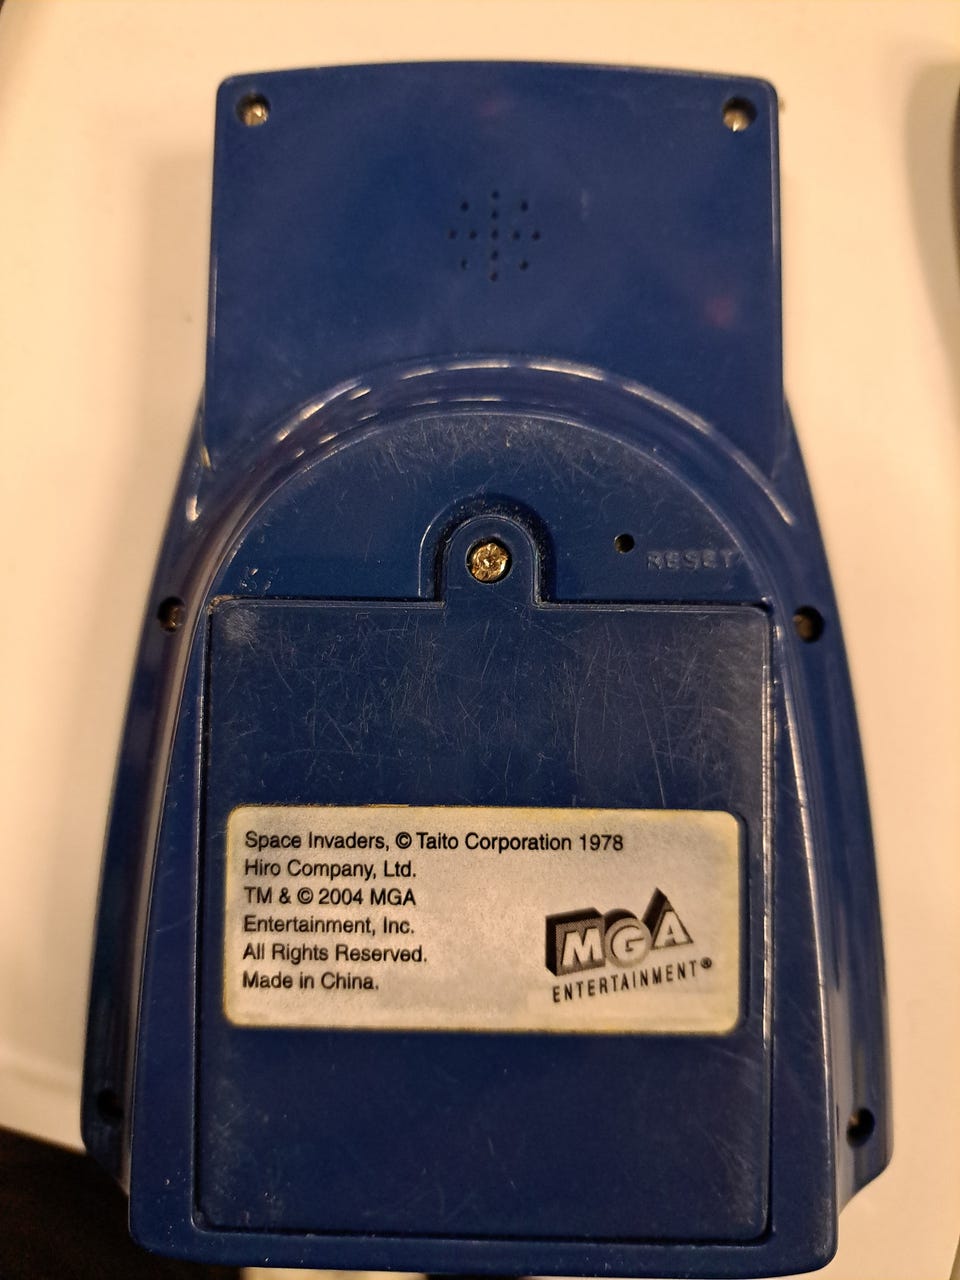 RESET
Space Invaders, © Taito Corporation 1978
Hiro Company, Ltd.
TM & © 2004 MGA
Entertainment, Inc.
All Rights Reserved.
Made in China.
MGA
ENTERTAINMENT®